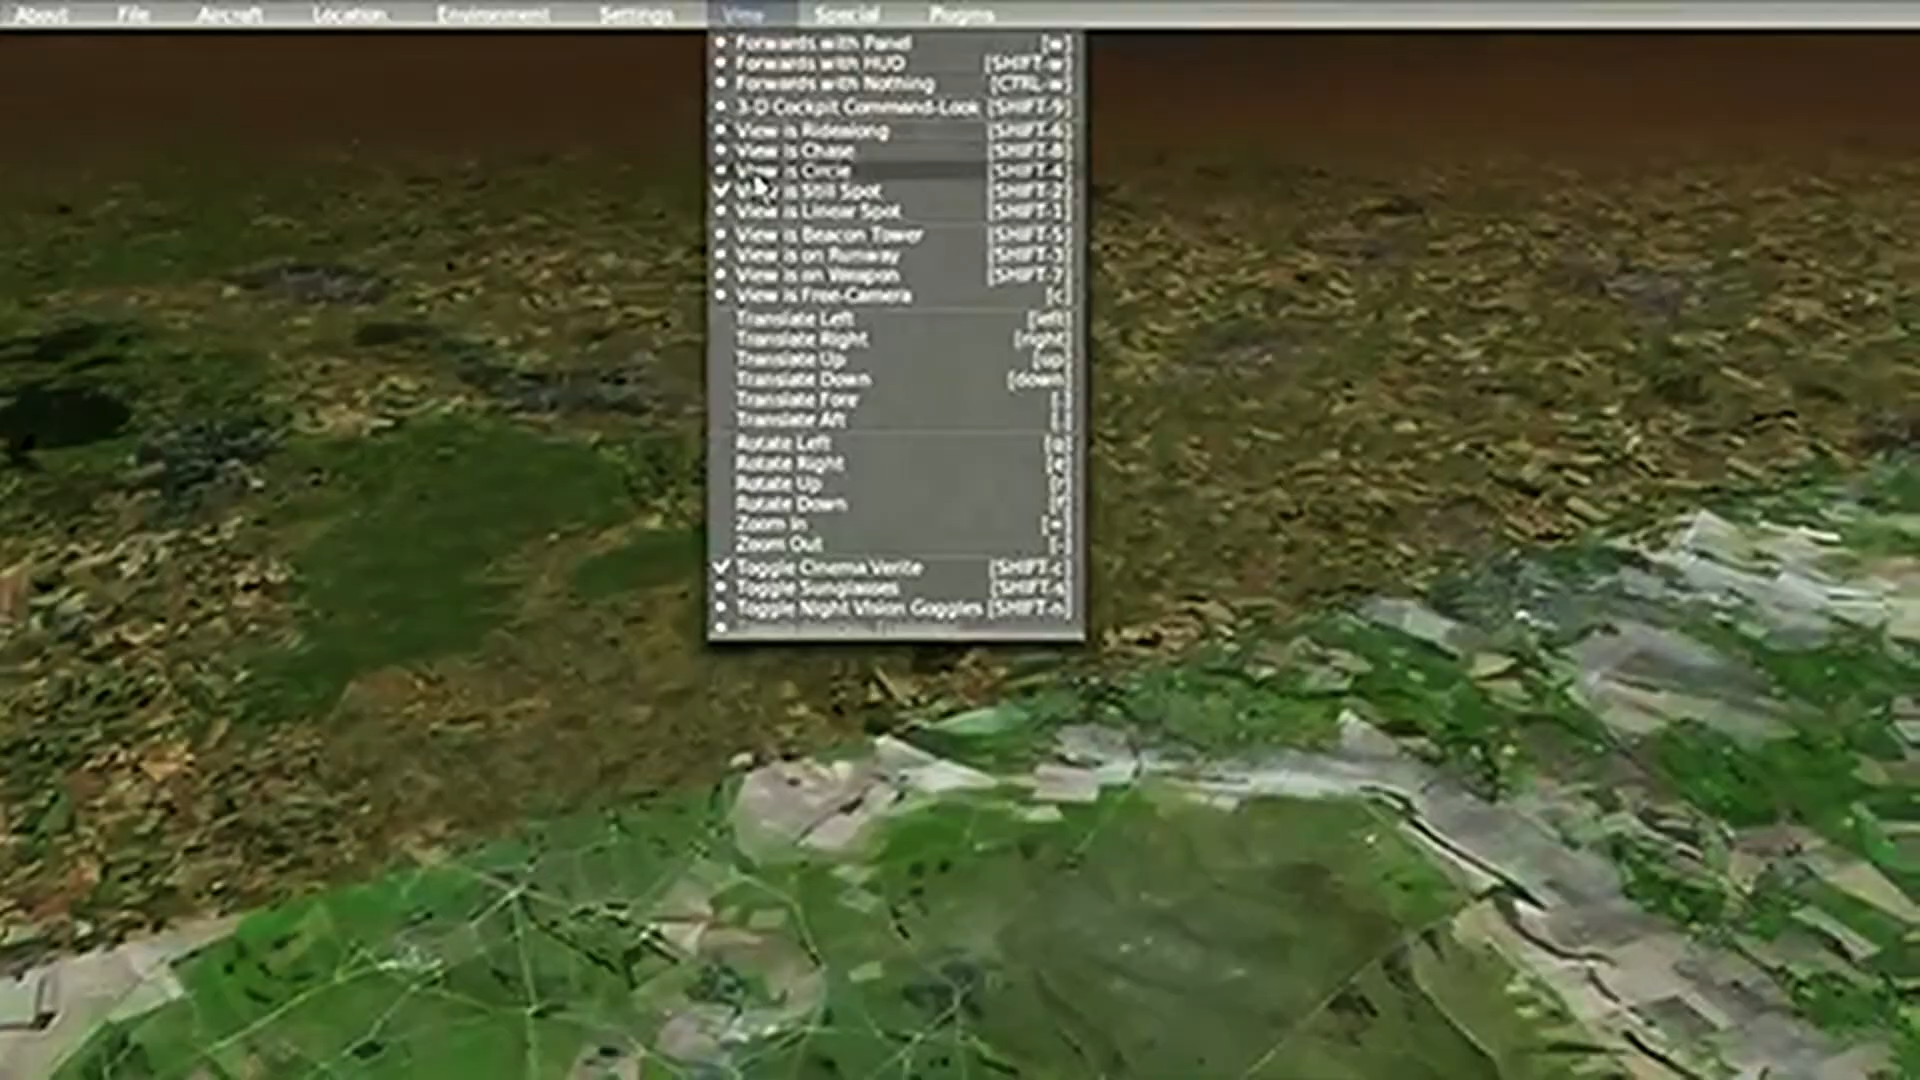 About File Aircraft Location Environment Settings View Special Plugins
Forwards with Panel [w]
Forwards with HUD [SHIFT-w]
Forwards with Nothing [CTRL-w]
3-D Cockpit Command-Look [SHIFT-9]
View is Ridealong [SHIFT-6]
View is Chase [SHIFT-8]
View is Circle [SHIFT-4]
View is Still Spot [SHIFT-2]
View is Linear Spot [SHIFT-1]
View is Beacon Tower [SHIFT-5]
View is on Runway [SHIFT-3]
View is on Weapon [SHIFT-7]
View is Free-Camera [c]
Translate Left [left]
Translate Right [right]
Translate Up [up]
Translate Down [down]
Translate Fore
Translate Aft
Rotate Left [q]
Rotate Right [e]
Rotate Up [r]
Rotate Down [f]
Zoom In [=]
Zoom Out [-]
Toggle Cinema Verite [SHIFT-c]
Toggle Sunglasses [SHIFT-s]
Toggle Night Vision Goggles [SHIFT-n]